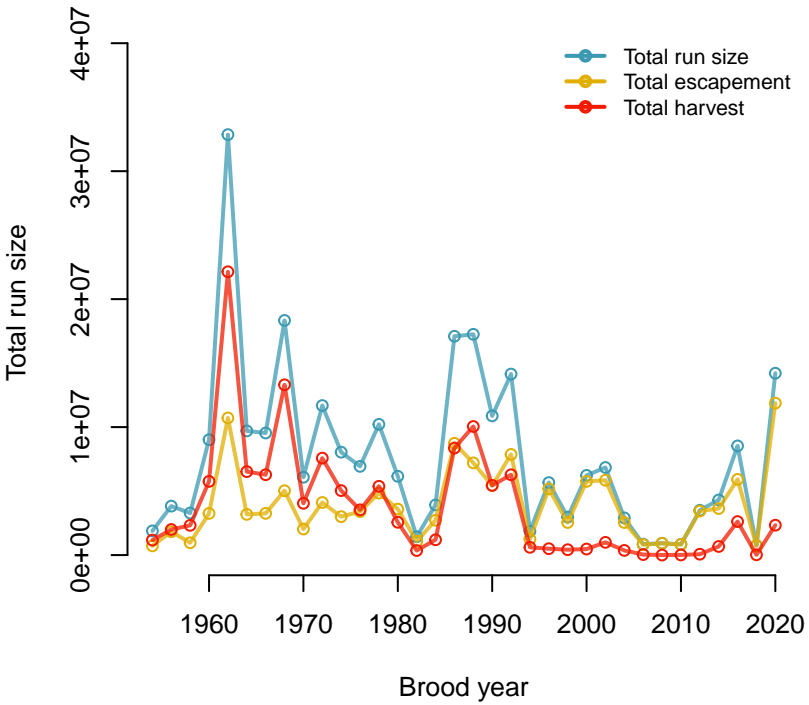 Total run size
Total escapement
Total harvest
4e+07
3e+07
2e+07
1e+07
0e+00
Total run size
1960 1970 1980 1990 2000 2010 2020
Brood year